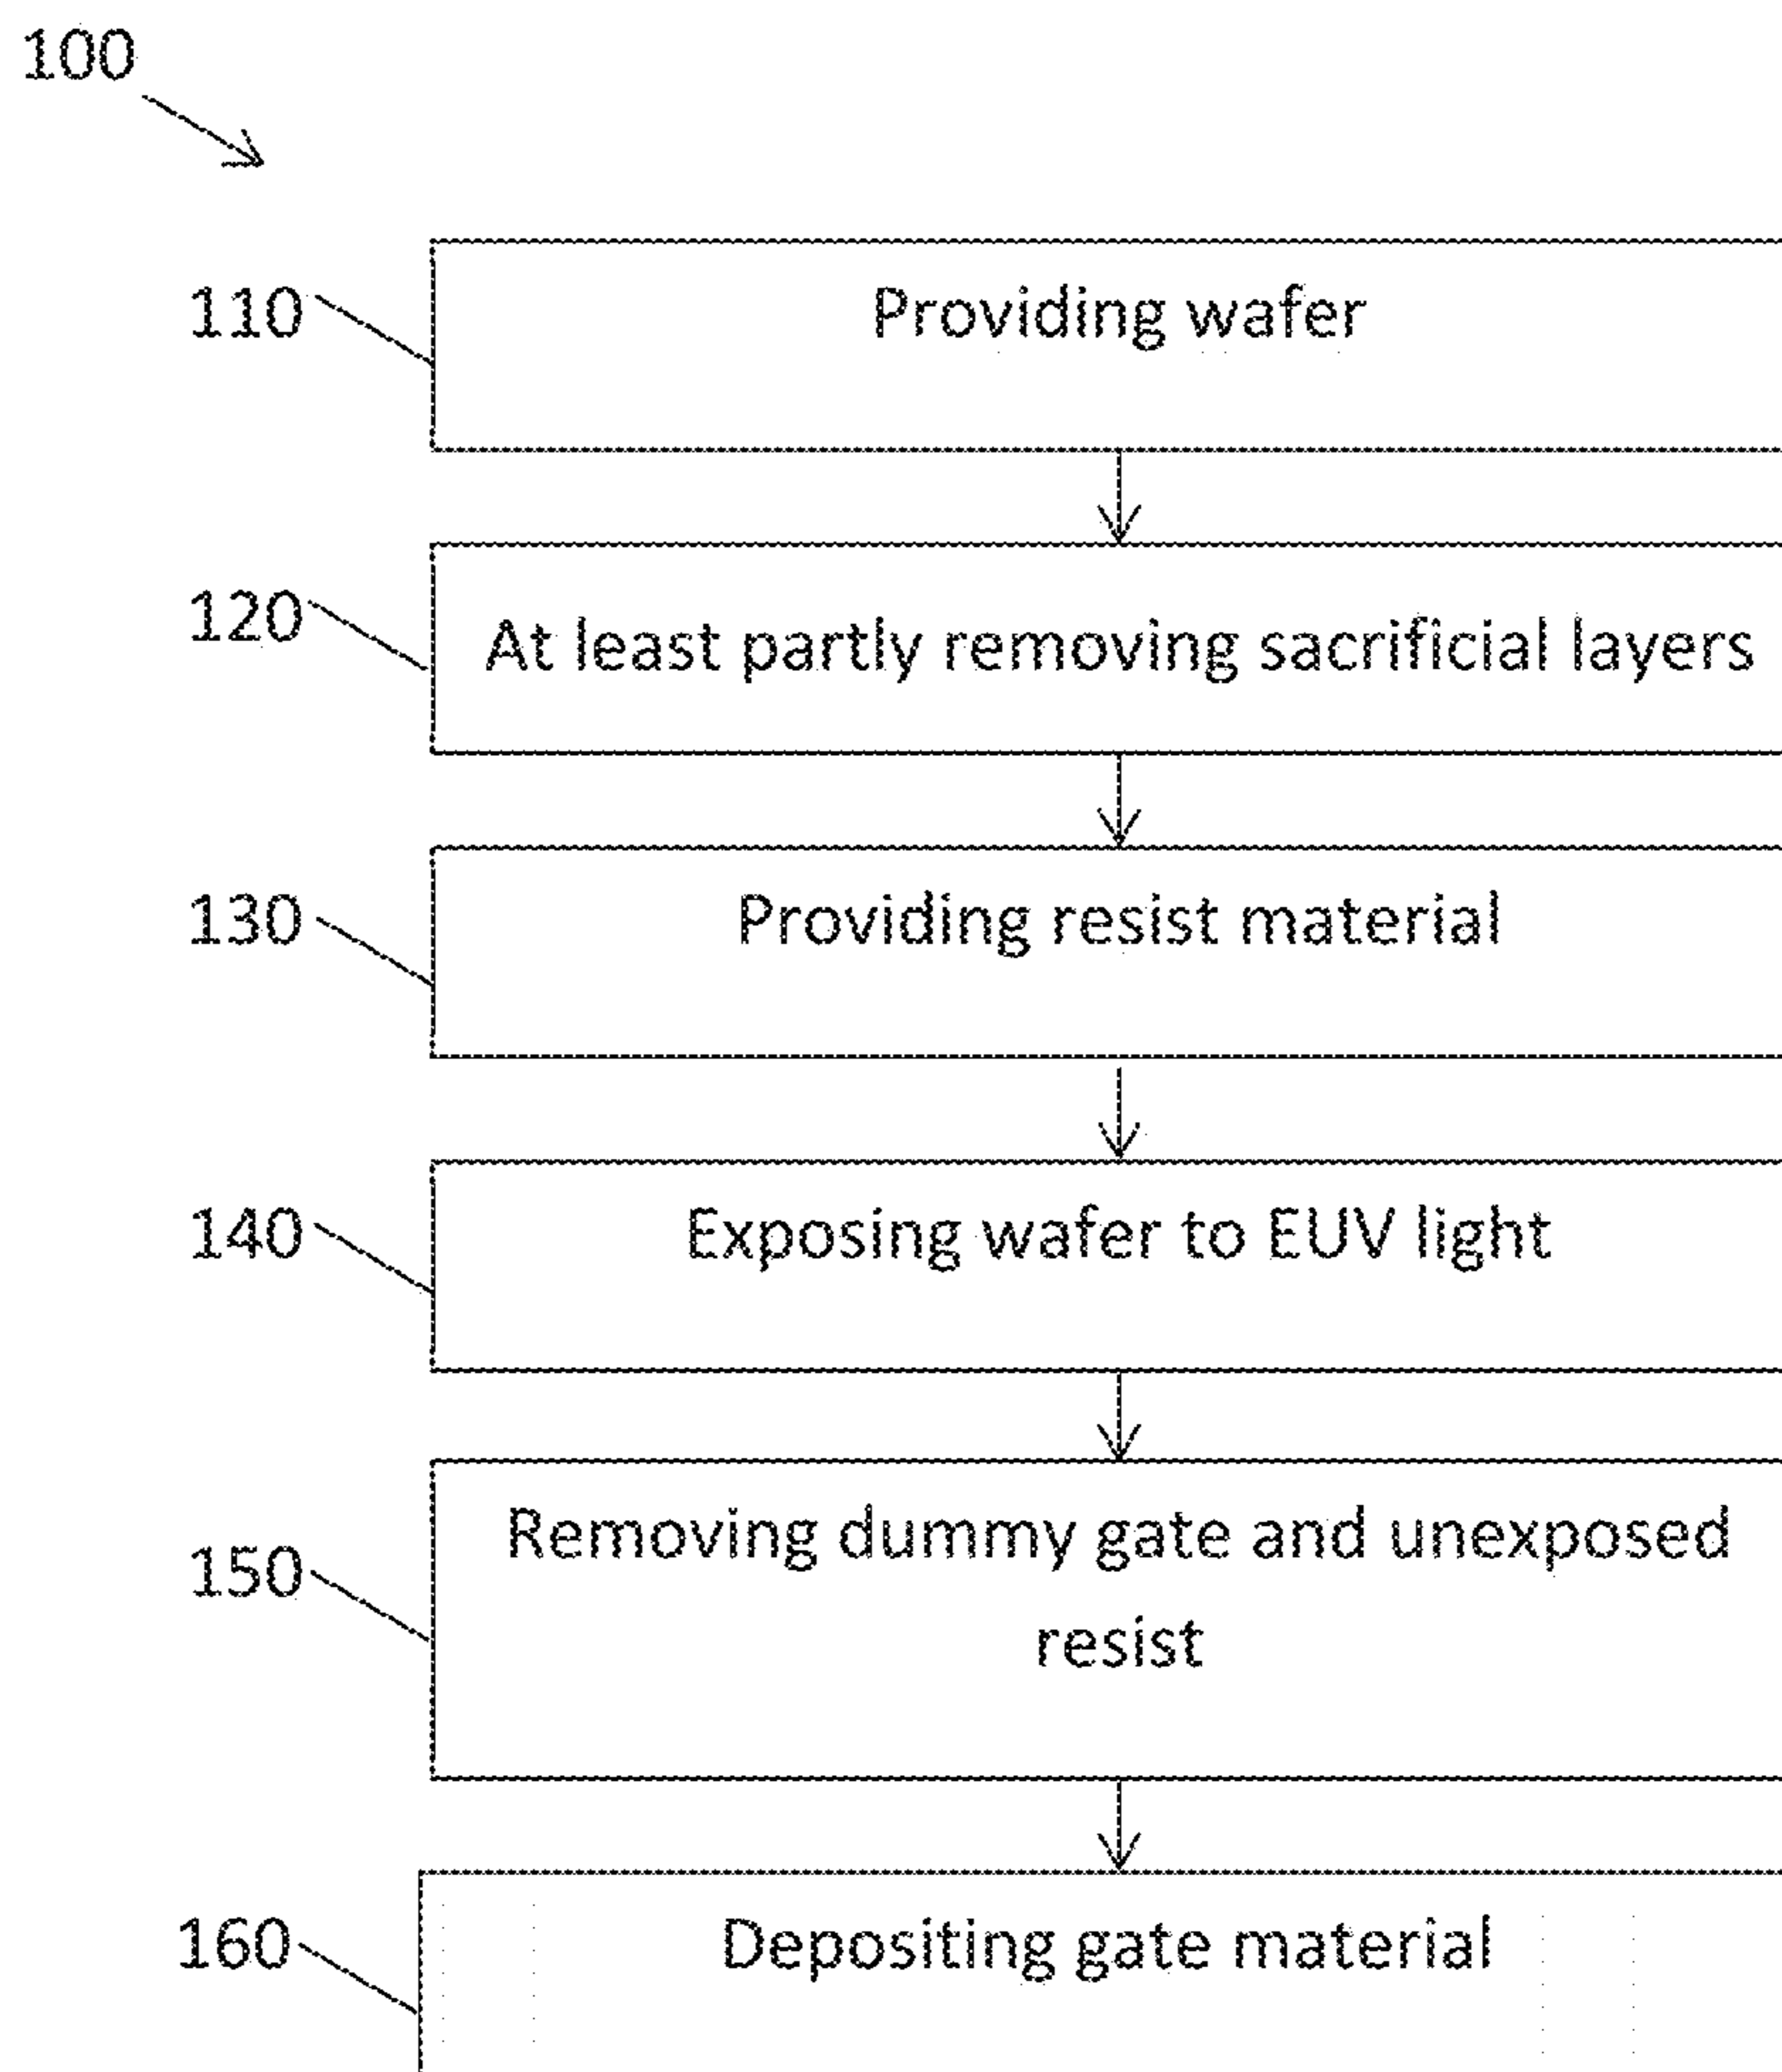 100
110
Providing wafer
120
At least partly removing sacrificial layers
130
Providing resist material
140
Exposing wafer to EUV light
150
Removing dummy gate and unexposed
resist
160
Depositing gate material